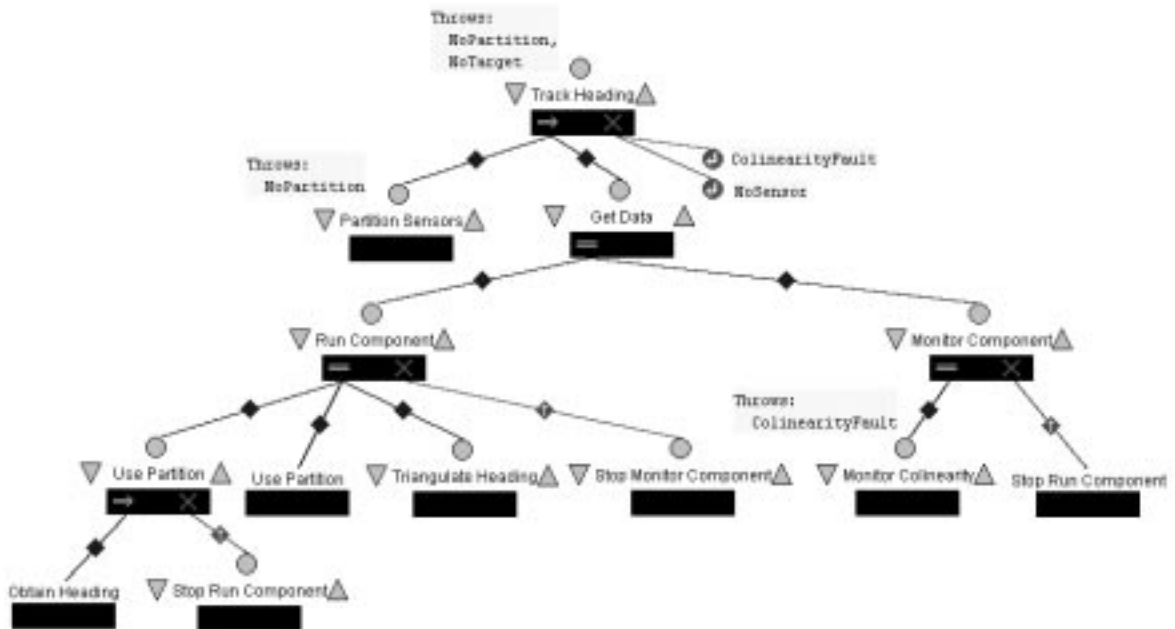 Throws:
NoPartition,
NoTarget
Track Heading
ColinearityFault
NoSensor
Throws:
NoPartition
Partition Sensors
Get Data
Run Component
Monitor Component
Throws:
ColinearityFault
Use Partition
Use Partition
Triangulate Heading
Stop Monitor Component
Monitor Colinearity
Stop Run Component
Obtain Heading
Stop Run Component